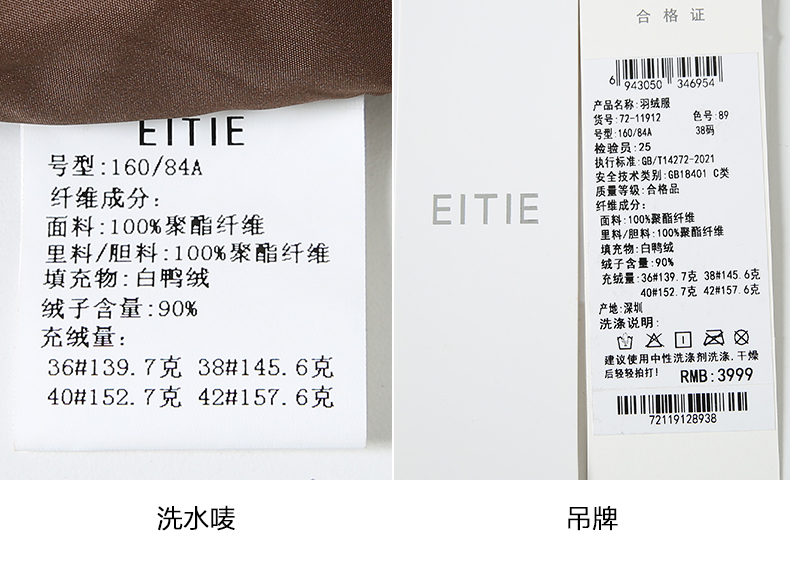 EITIE
号型:160/84A
纤维成分:
面料:100%聚酯纤维
里料/胆料:100%聚酯纤维
填充物:白鸭绒
绒子含量:90%
充绒量:
36#139.7克 38#145.6克
40#152.7克 42#157.6克
洗水唛
EITIE
合格证
6 943050 346954
产品名称:羽绒服
货号:72-11912 色号:89
号型:160/84A 38码
检验员:25
执行标准:GB/T14272-2021
安全技术类别:GB18401 C类
质量等级:合格品
纤维成分:
面料:100%聚酯纤维
里料/胆料:100%聚酯纤维
填充物:白鸭绒
绒子含量:90%
充绒量:36#139.7克 38#145.6克
40#152.7克 42#157.6克
产地:深圳
洗涤说明:
建议使用中性洗涤剂洗涤.干燥
后轻轻拍打! RMB:3999
72119128938
吊牌